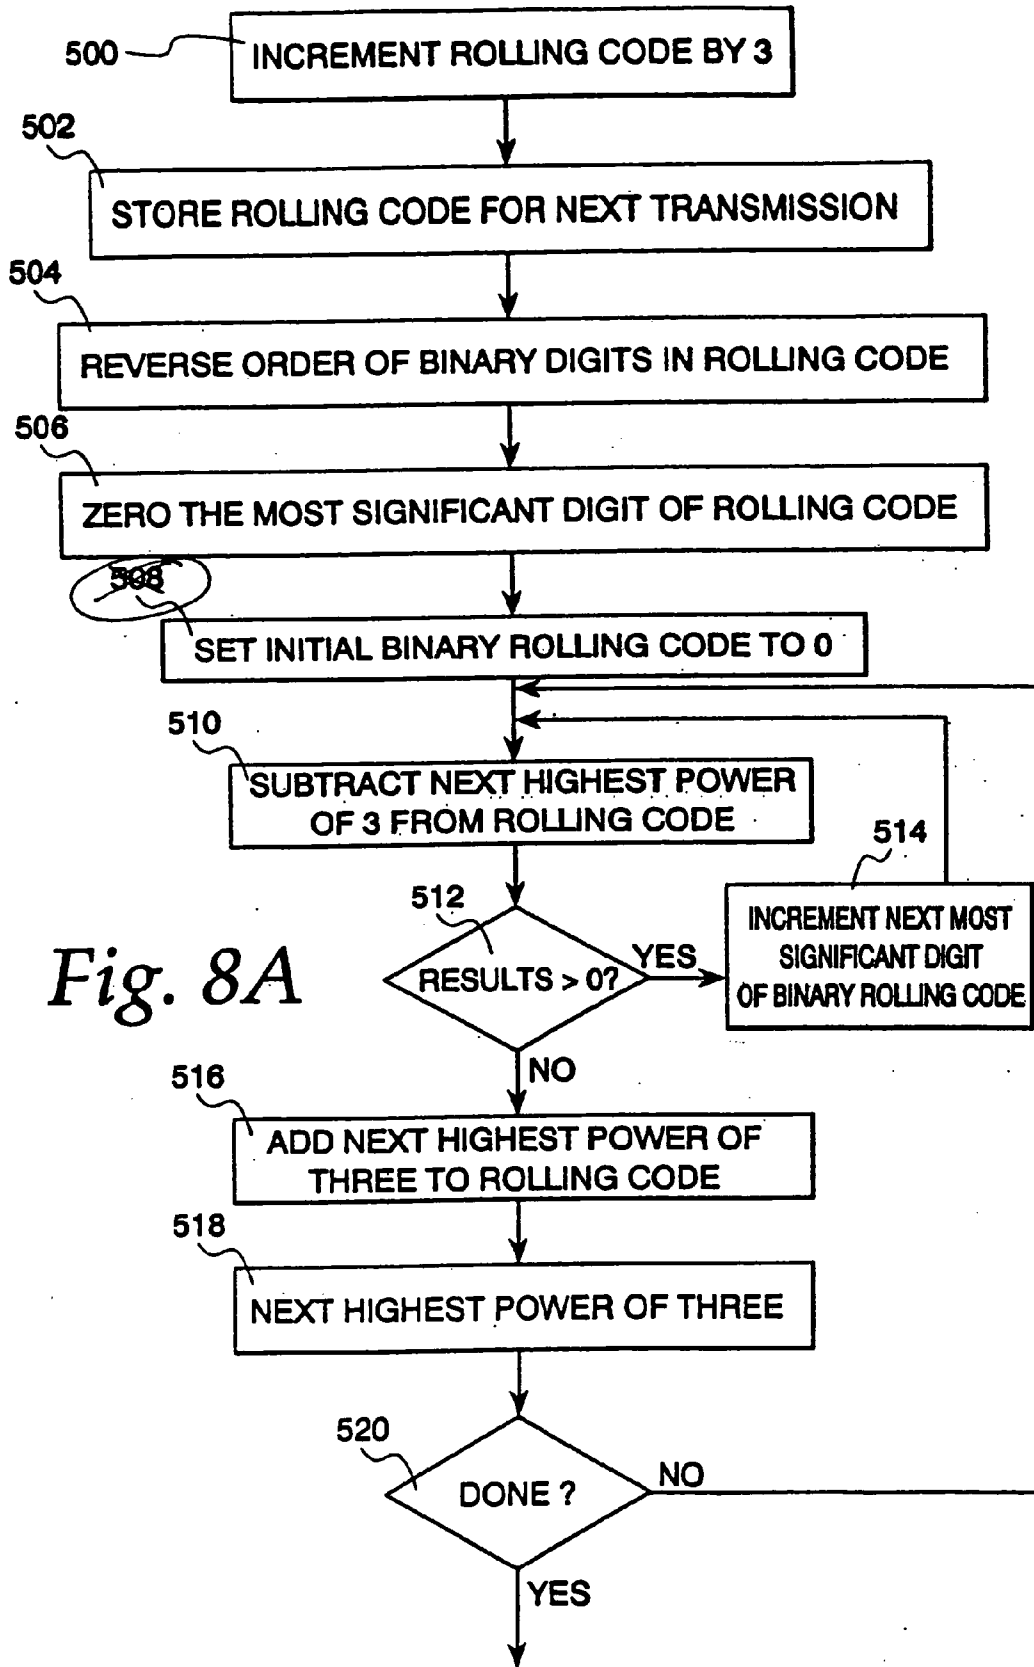 500
INCREMENT ROLLING CODE BY 3
502
STORE ROLLING CODE FOR NEXT TRANSMISSION
504
REVERSE ORDER OF BINARY DIGITS IN ROLLING CODE
506
ZERO THE MOST SIGNIFICANT DIGIT OF ROLLING CODE
508
SET INITIAL BINARY ROLLING CODE TO 0
510
SUBTRACT NEXT HIGHEST POWER
OF 3 FROM ROLLING CODE
514
INCREMENT NEXT MOST
SIGNIFICANT DIGIT
OF BINARY ROLLING CODE
512
RESULTS > 0?
YES
Fig. 8A
NO
516
ADD NEXT HIGHEST POWER OF
THREE TO ROLLING CODE
518
NEXT HIGHEST POWER OF THREE
520
DONE ?
NO
YES